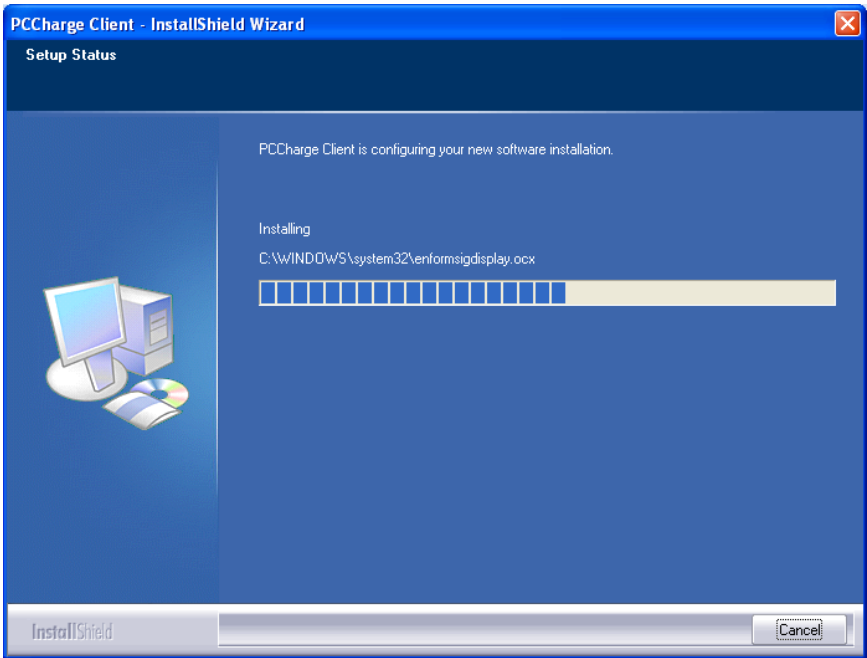 PCCharge Client - InstallShield Wizard
Setup Status
PCCharge Client is configuring your new software installation.
Installing
C:\WINDOWS\system32\enformsigdisplay.ocx
InstallShield
Cancel